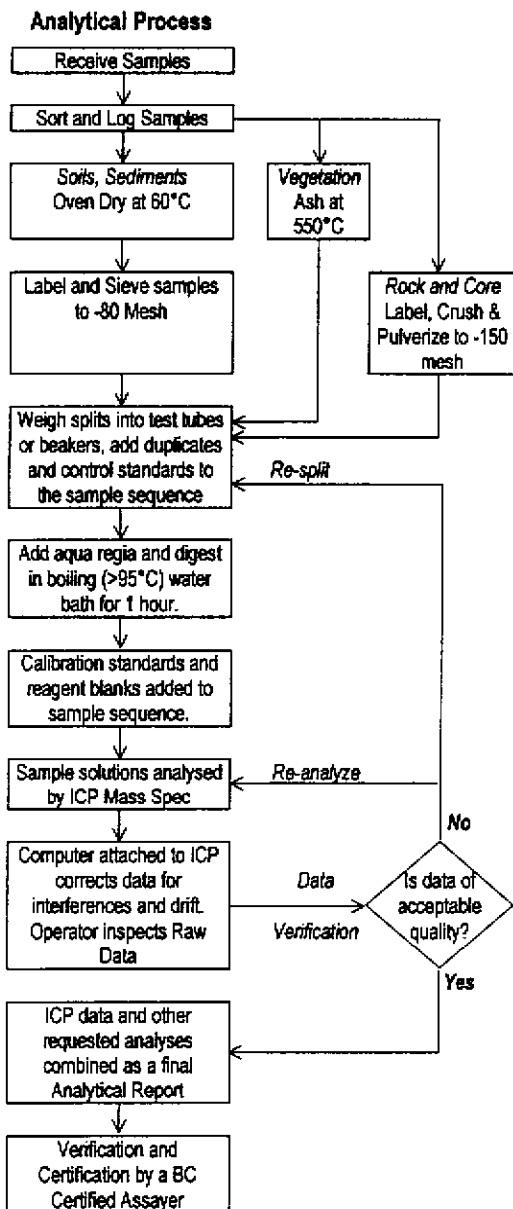 Analytical Process
Receive Samples
Sort and Log Samples
Soils, Sediments
Oven Dry at 60°C
Vegetation
Ash at
550°C
Label and Sieve samples
to -80 Mesh
Rock and Core
Label, Crush &
Pulverize to -150
mesh
Weigh splits into test tubes
or beakers, add duplicates
and control standards to
the sample sequence
Re-split
Add aqua regia and digest
in boiling (>95°C) water
bath for 1 hour.
Calibration standards and
reagent blanks added to
sample sequence.
Sample solutions analysed
by ICP Mass Spec
Re-analyze
No
Computer attached to ICP
corrects data for
interferences and drift.
Operator inspects Raw
Data
Data
Verification
Is data of
acceptable
quality?
Yes
ICP data and other
requested analyses
combined as a final
Analytical Report
Verification and
Certification by a BC
Certified Assayer